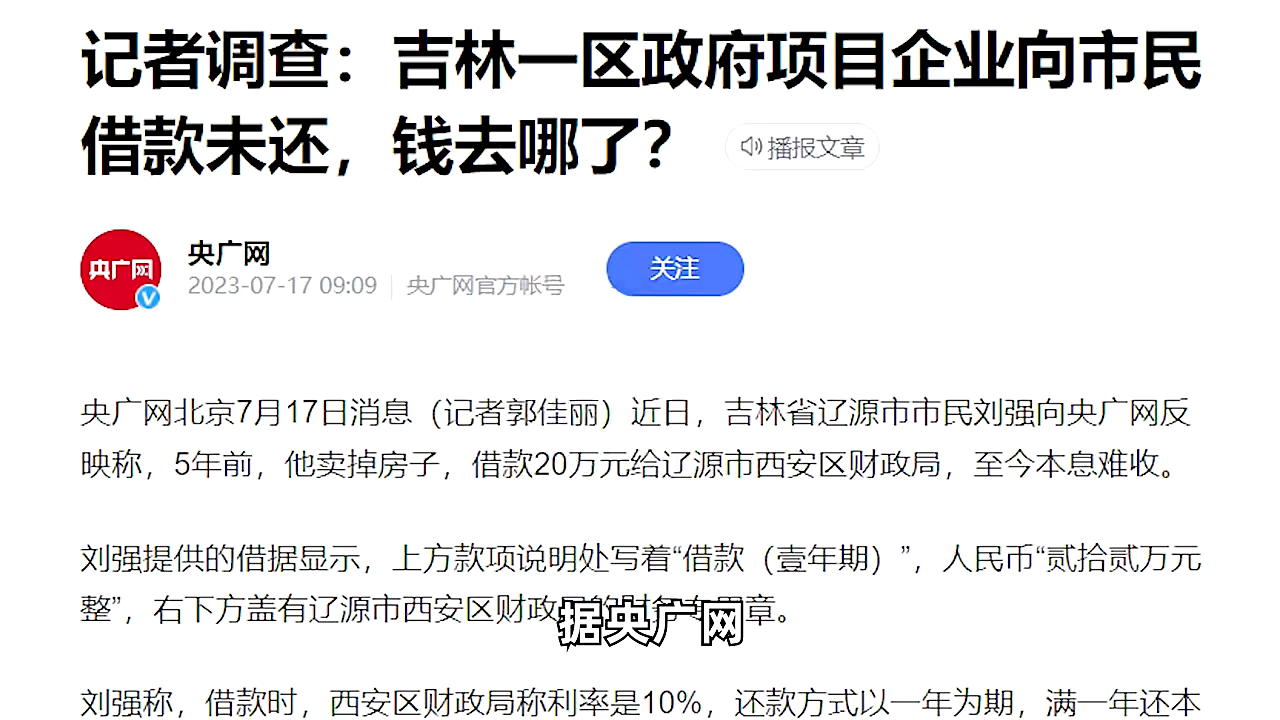 记者调查：吉林一区政府项目企业向市民
借款未还，钱去哪了？
播报文章
央广网
央广网
2023-07-17 09:09
央广网官方帐号
关注
央广网北京7月17日消息（记者郭佳丽）近日，吉林省辽源市市民刘强向央广网反
映称，5年前，他卖掉房子，借款20万元给辽源市西安区财政局，至今本息难收。
刘强提供的借据显示，上方款项说明处写着“借款（壹年期）”，人民币“贰拾贰万元
整”，右下方盖有辽源市西安区财政局的财务专用章。
据央广网
刘强称，借款时，西安区财政局称利率是10%，还款方式以一年为期，满一年还本